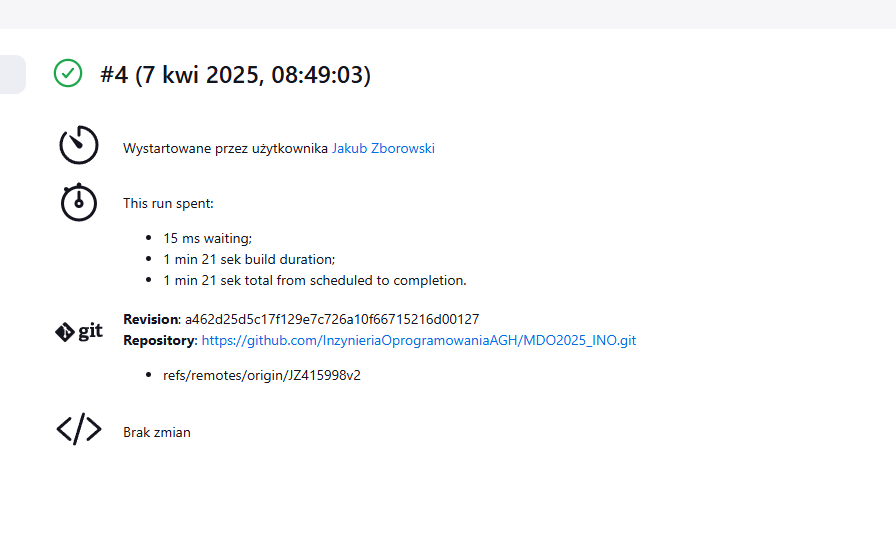 #4 (7 kwi 2025, 08:49:03)
Wystartowane przez użytkownika Jakub Zborowski
This run spent:
15 ms waiting;
1 min 21 sek build duration;
1 min 21 sek total from scheduled to completion.
git
Revision: a462d25d5c17f129e7c726a10f66715216d00127
Repository: https://github.com/InzynieriaOprogramowaniaAGH/MDO2025_INO.git
refs/remotes/origin/JZ415998v2
Brak zmian